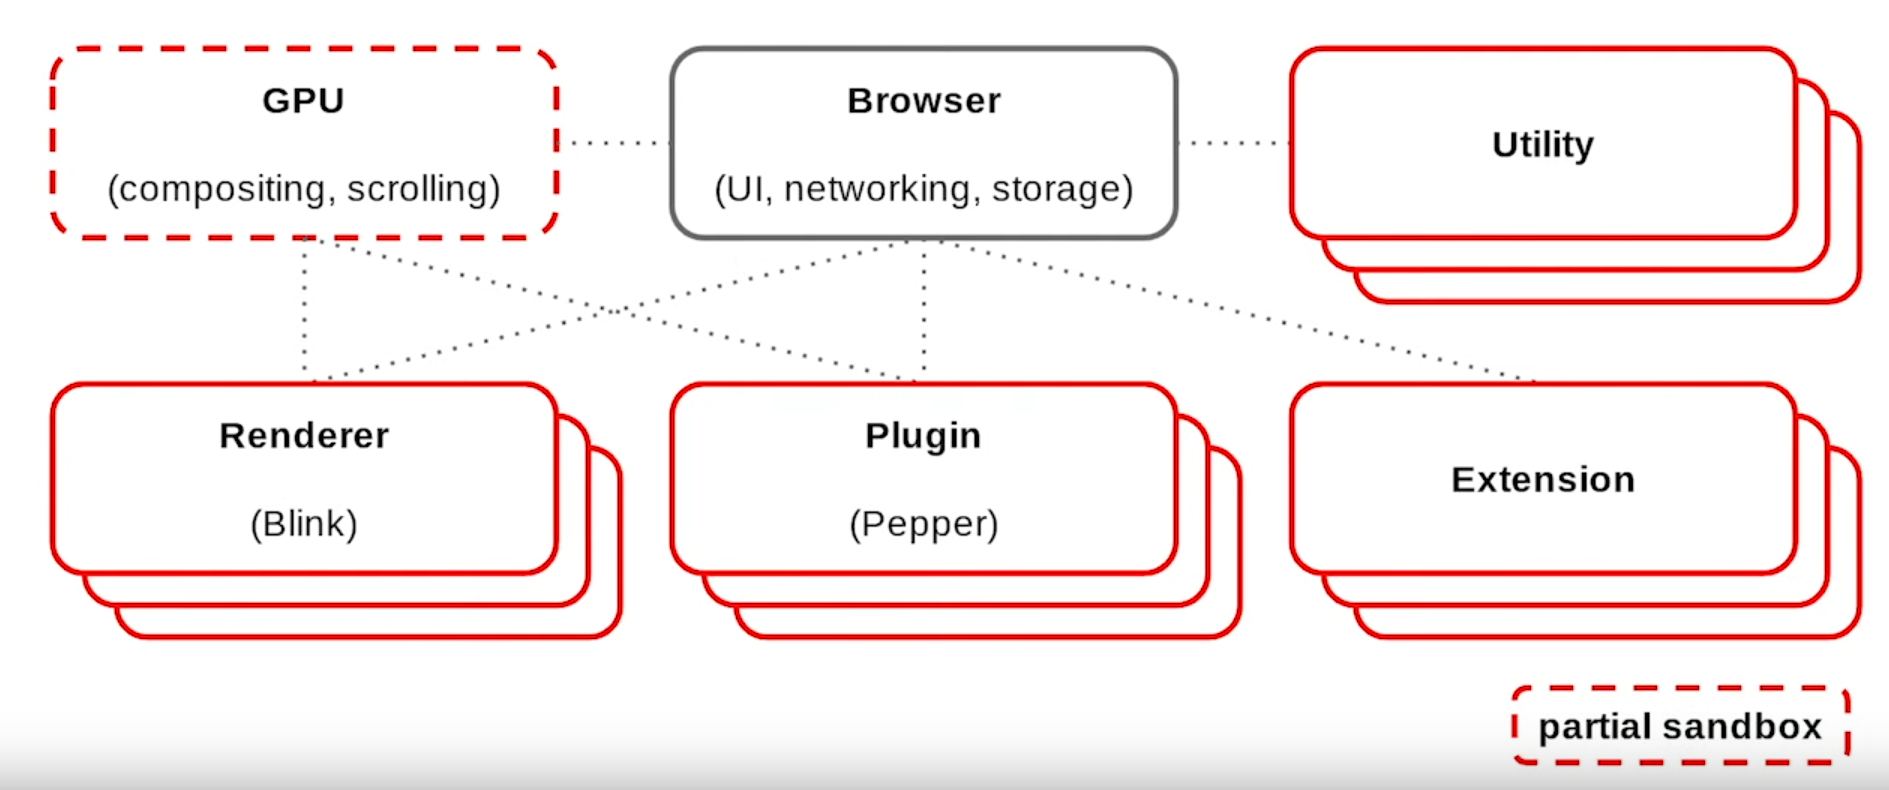 GPU
(compositing, scrolling)
Browser
(UI, networking, storage)
Utility
Renderer
(Blink)
Plugin
(Pepper)
Extension
partial sandbox